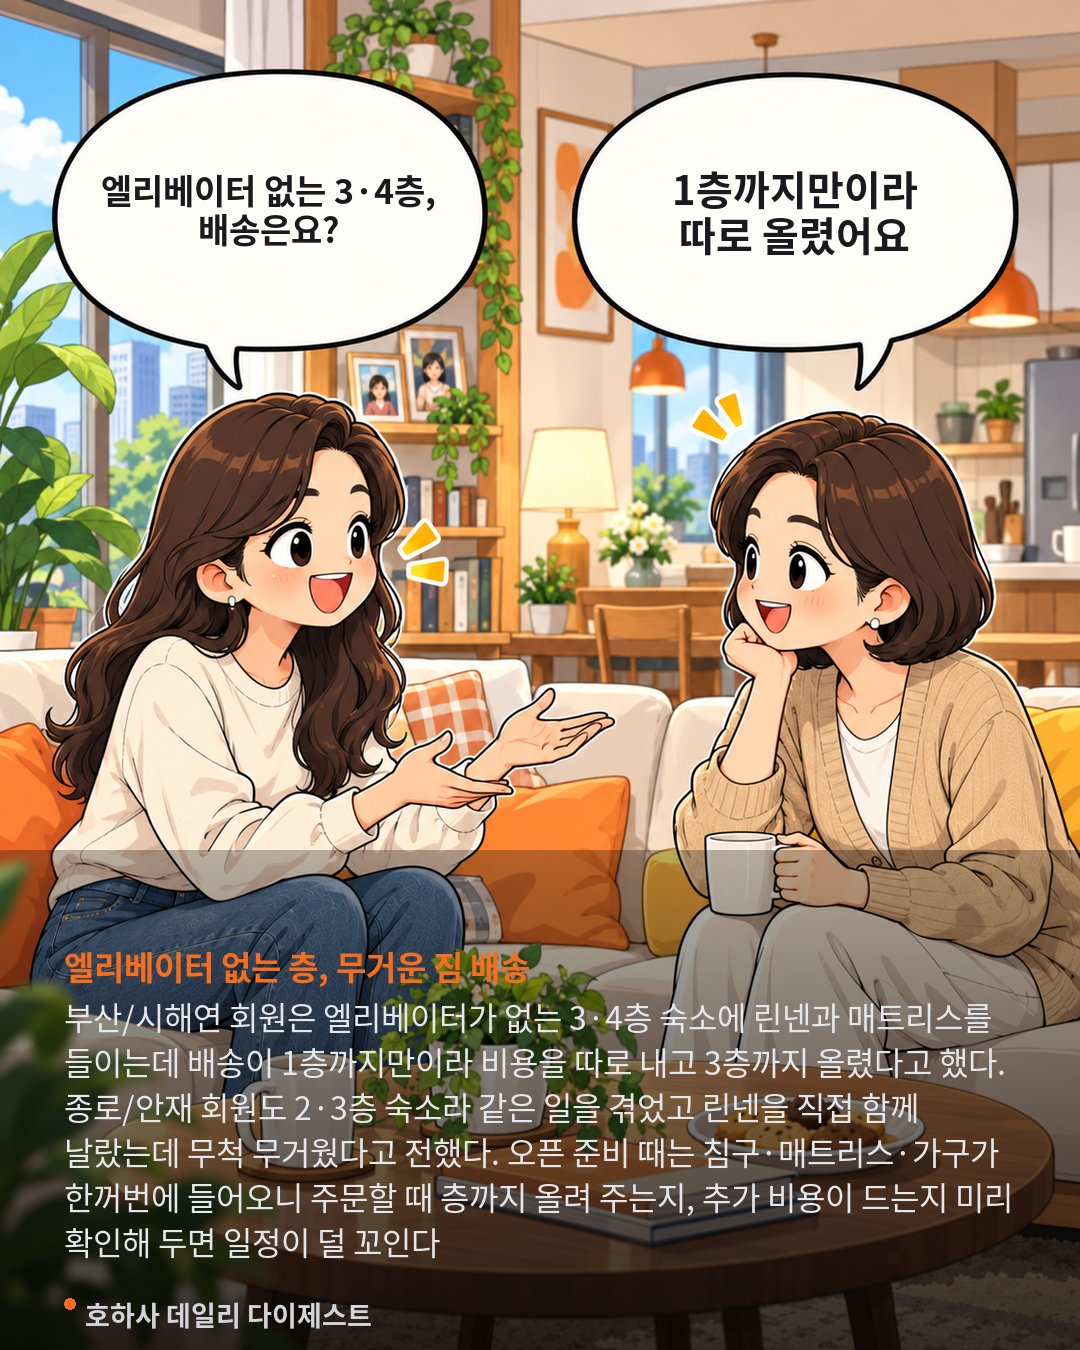 엘리베이터 없는 3·4층,
배송은요?
1층까지만이라
따로 올렸어요
엘리베이터 없는 층, 무거운 짐 배송
부산/시해연 회원은 엘리베이터가 없는 3·4층 숙소에 린넨과 매트리스를
들이는데 배송이 1층까지만이라 비용을 따로 내고 3층까지 올렸다고 했다.
종로/안재 회원도 2·3층 숙소라 같은 일을 겪었고 린넨을 직접 함께
날랐는데 무척 무거웠다고 전했다. 오픈 준비 때는 침구·매트리스·가구가
한꺼번에 들어오니 주문할 때 층까지 올려 주는지, 추가 비용이 드는지 미리
확인해 두면 일정이 덜 꼬인다
호하사 데일리 다이제스트